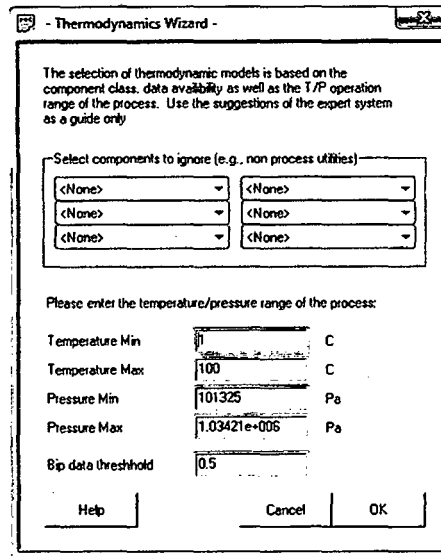 - Thermodynamics Wizard -
The selection of thermodynamic models is based on the
component class, data availability as well as the T/P operation
range of the process. Use the suggestions of the expert system
as a guide only
Select components to ignore (e.g., non process utilities)
<None> <None>
<None> <None>
<None> <None>
Please enter the temperature/pressure range of the process:
Temperature Min 1 C
Temperature Max 100 C
Pressure Min 101325 Pa
Pressure Max 1.03421e+006 Pa
Bip data threshhold 0.5
Help Cancel OK